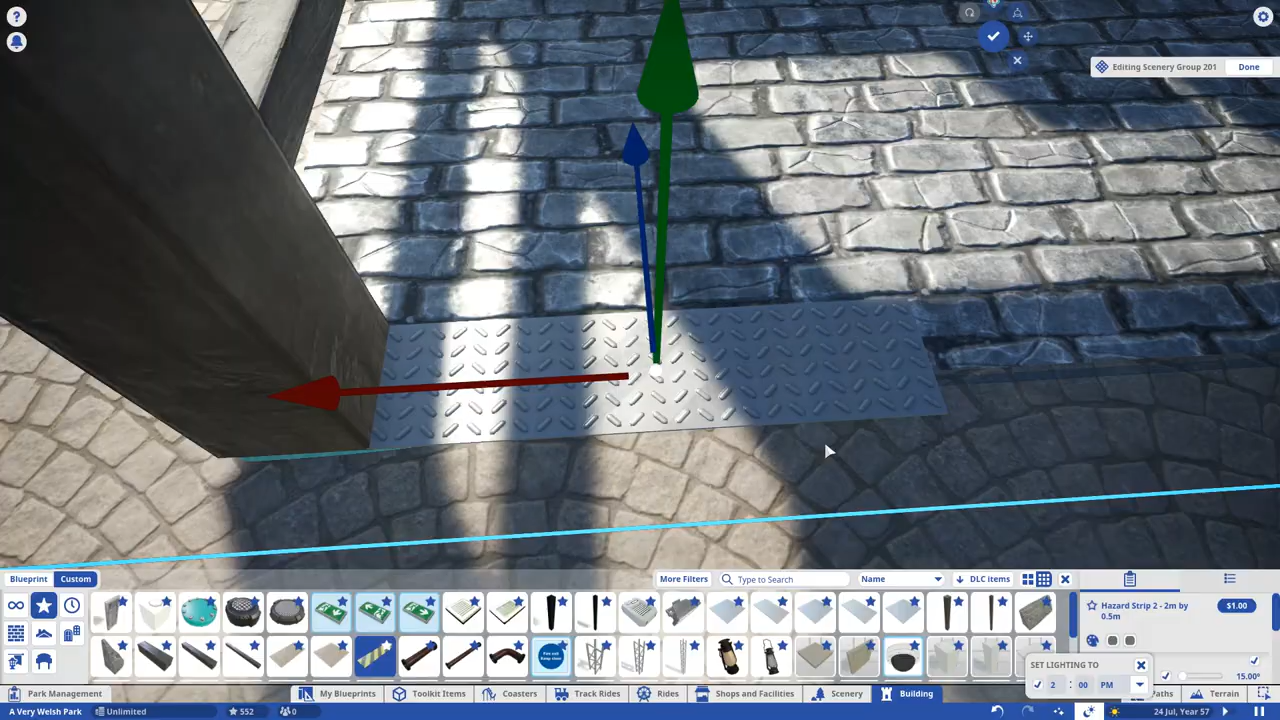 ?
Editing Scenery Group 201 Done
Blueprint Custom
More Filters Type to Search Name DLC items
Hazard Strip 2 - 2m by 0.5m $1.00
SET LIGHTING TO
2 : 00 PM
15.00°
Park Management My Blueprints Toolkit Items Coasters Track Rides Rides Shops and Facilities Scenery Building Paths Terrain
A Very Welsh Park Unlimited 552 0 24 Jul, Year 57